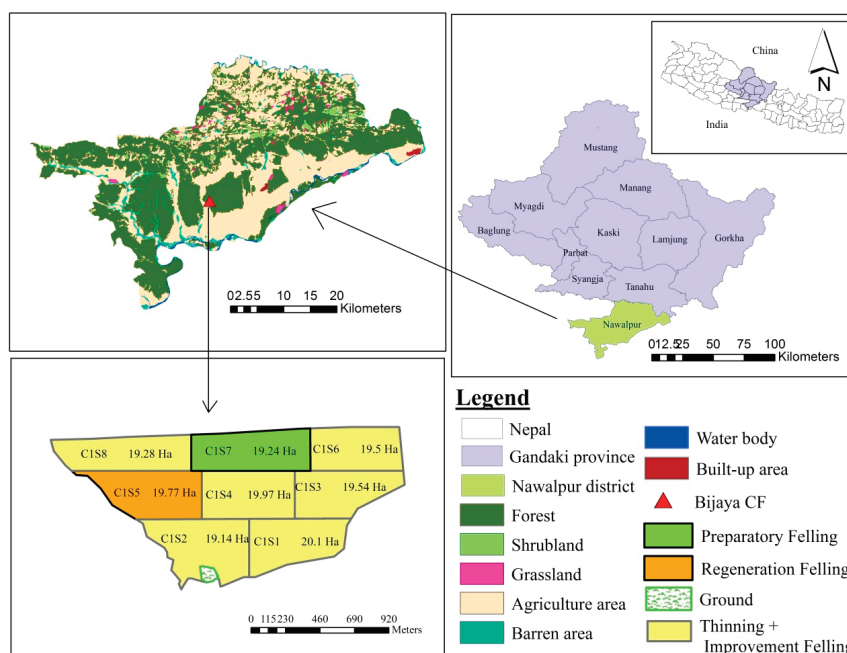 02.55 10 15 20
Kilometers
China
N
India
Mustang
Manang
Myagdi
Baglung
Kaski
Lamjung
Gorkha
Parbat
Syangja
Tanahu
Nawalpur
012.525 50 75 100
Kilometers
C1S8 19.28 Ha
C1S7 19.24 Ha
C1S6 19.5 Ha
C1S5 19.77 Ha
C1S4 19.97 Ha
C1S3 19.54 Ha
C1S2 19.14 Ha
C1S1 20.1 Ha
0 115230 460 690 920
Meters
Legend
Nepal
Gandaki province
Nawalpur district
Forest
Shrubland
Grassland
Agriculture area
Barren area
Water body
Built-up area
Bijaya CF
Preparatory Felling
Regeneration Felling
Ground
Thinning +
Improvement Felling